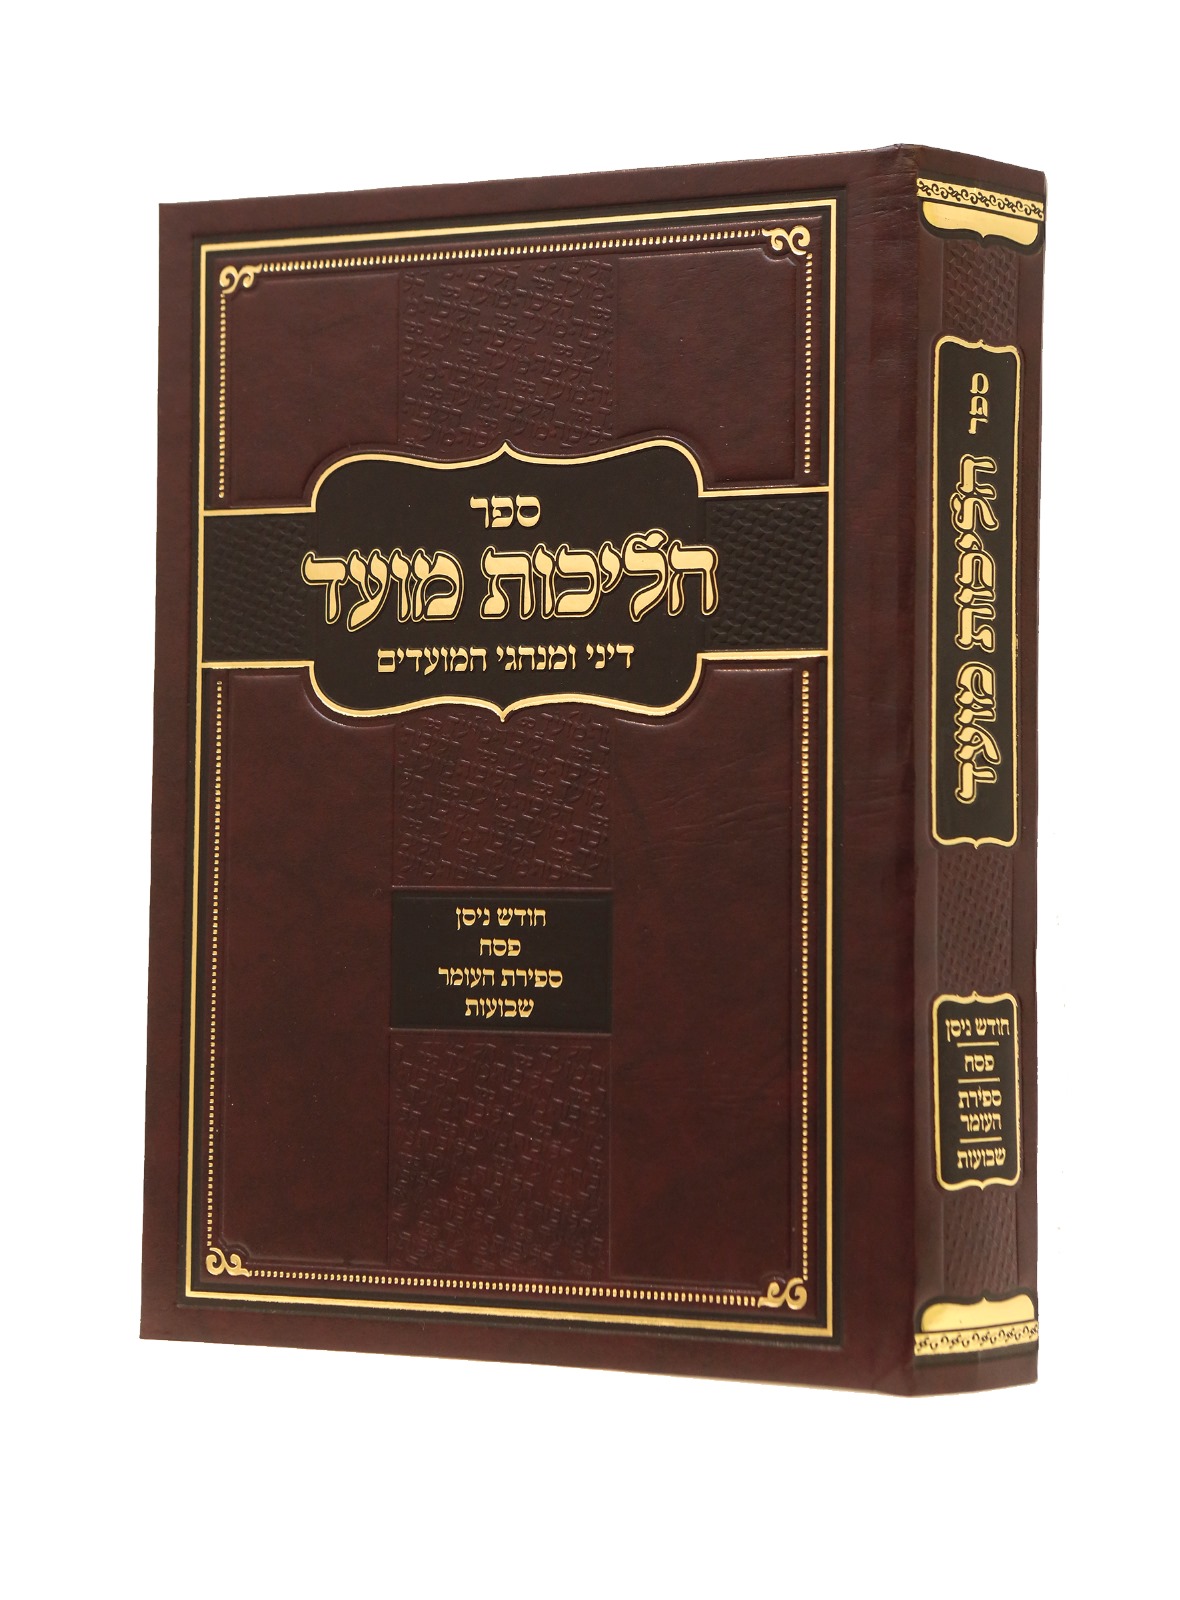 ספר
הליכות מועד
דיני ומנהגי המועדים
חודש ניסן
פסח
ספירת העומר
שבועות
ספר הליכות מועד
חודש ניסן
פסח
ספירת
העומר
שבועות